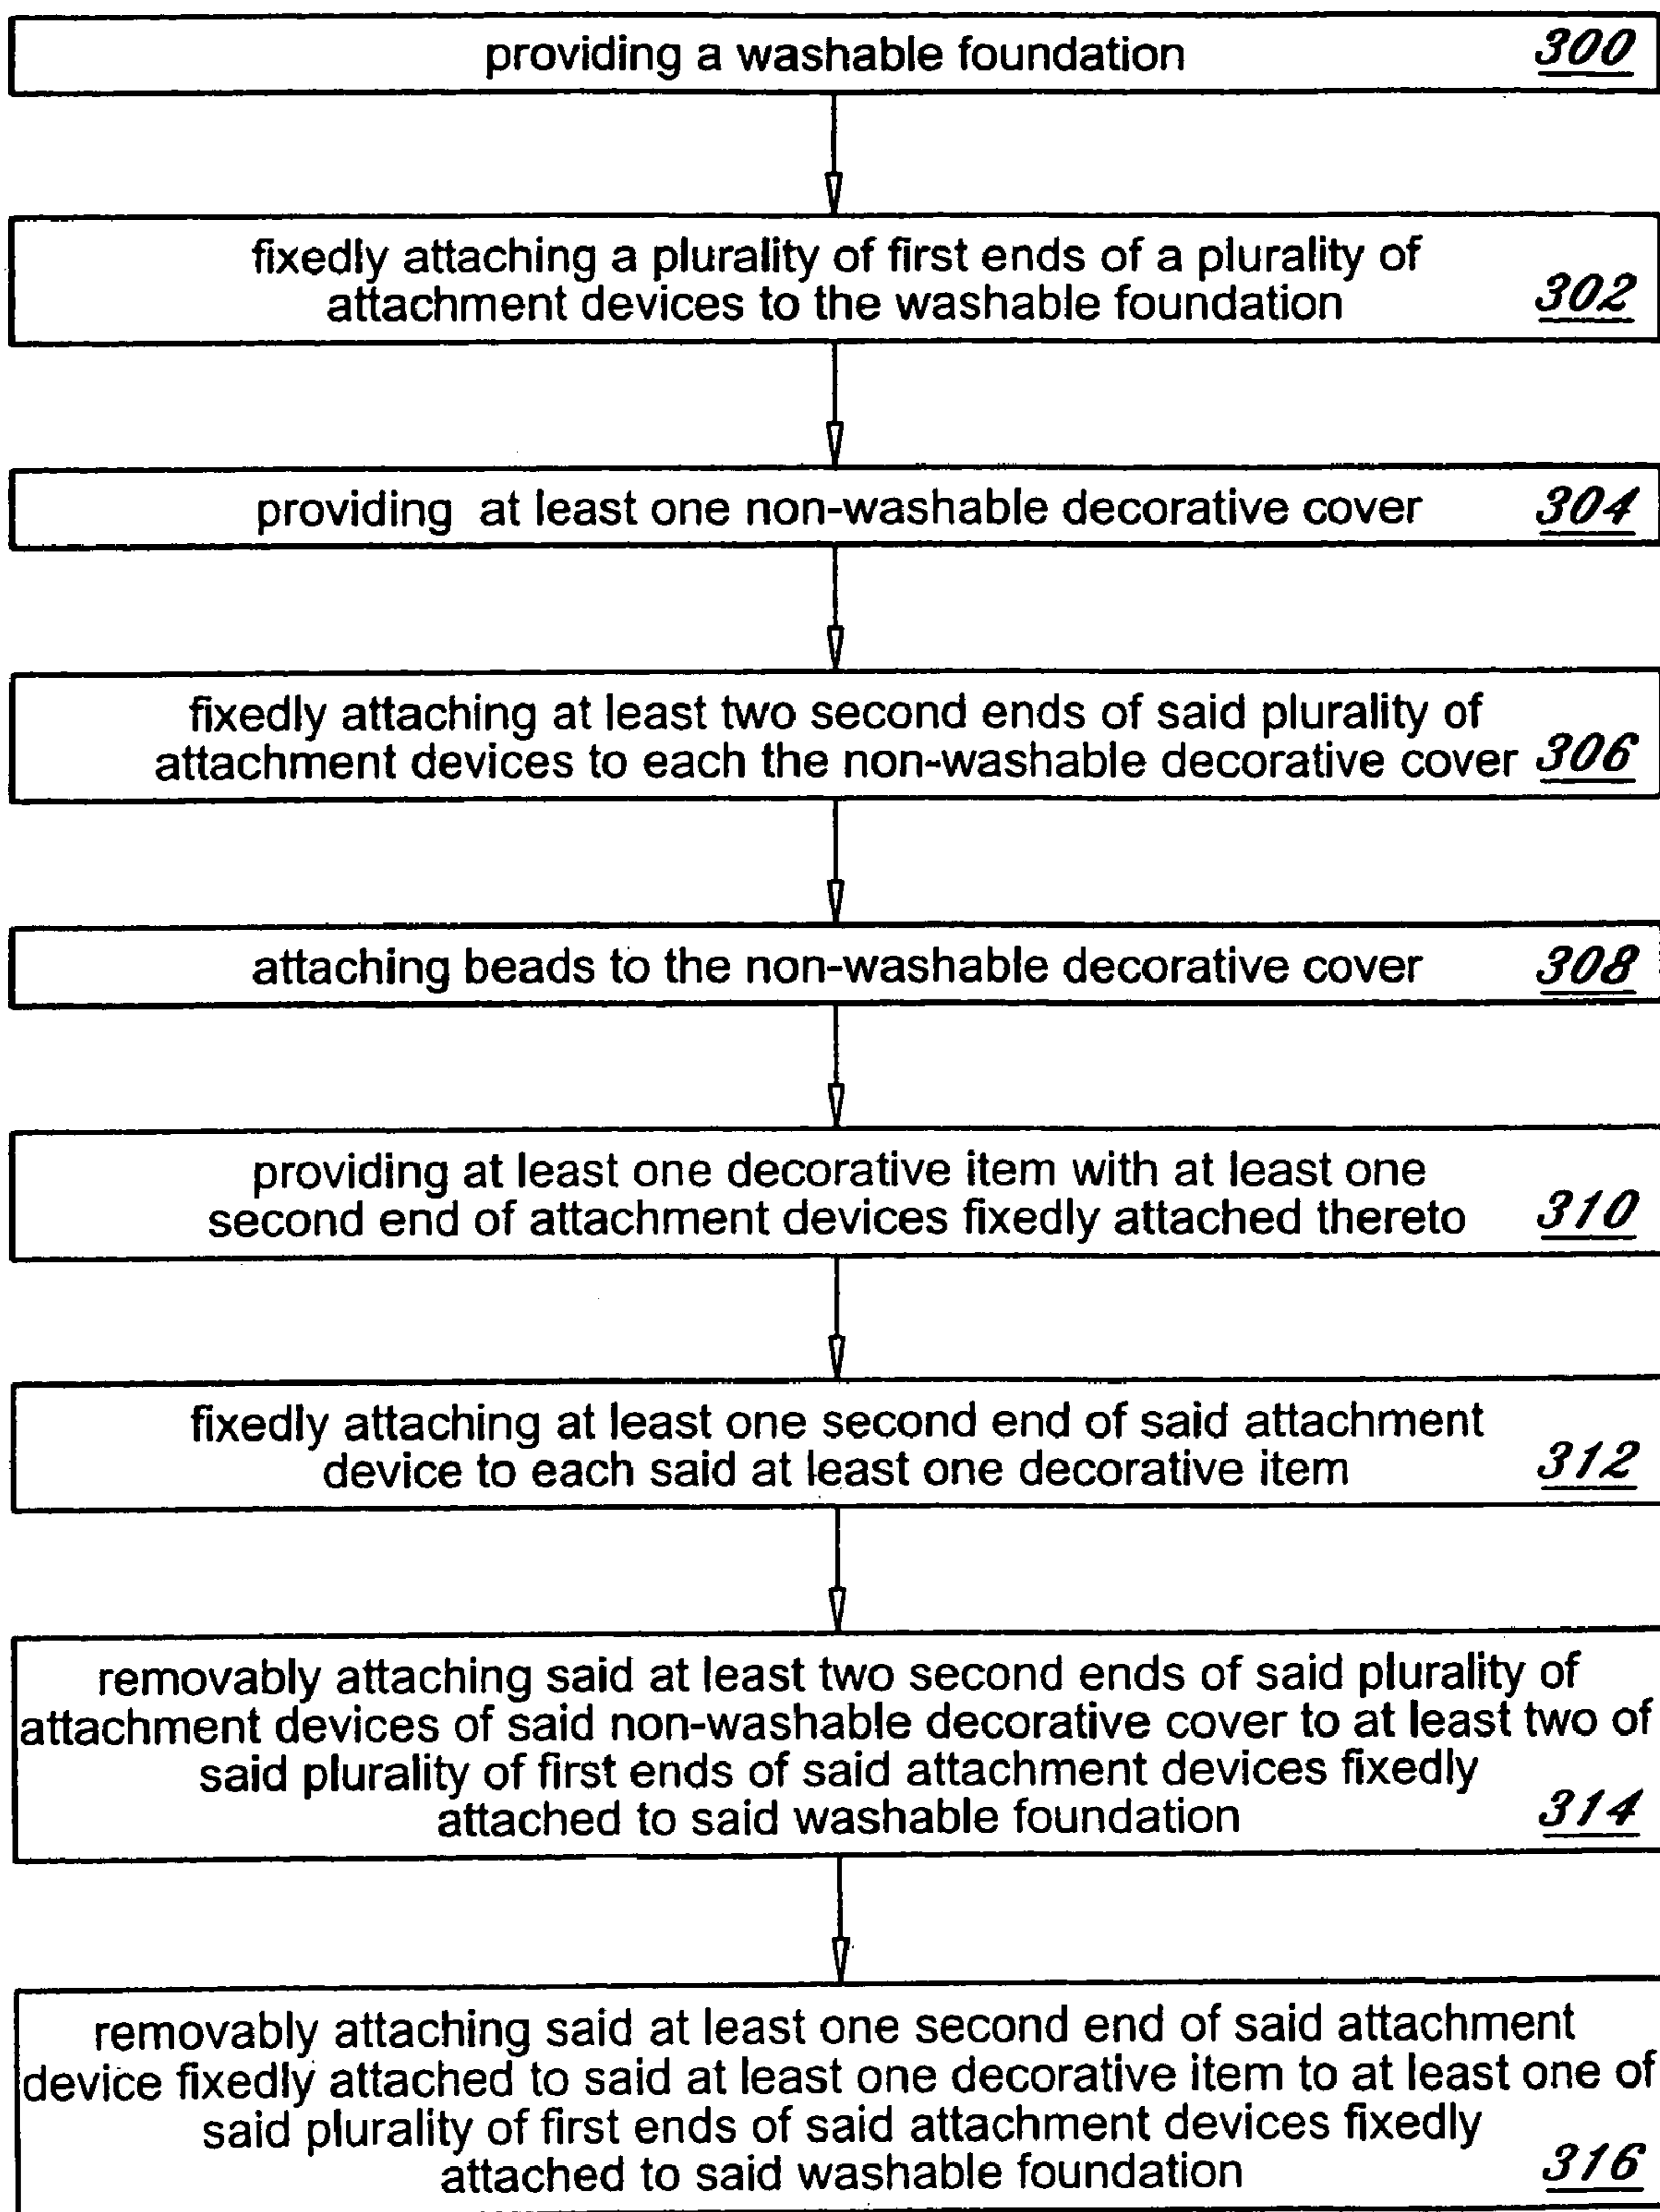 providing a washable foundation 300
fixedly attaching a plurality of first ends of a plurality of
attachment devices to the washable foundation 302
providing at least one non-washable decorative cover 304
fixedly attaching at least two second ends of said plurality of
attachment devices to each the non-washable decorative cover 306
attaching beads to the non-washable decorative cover 308
providing at least one decorative item with at least one
second end of attachment devices fixedly attached thereto 310
fixedly attaching at least one second end of said attachment
device to each said at least one decorative item 312
removably attaching said at least two second ends of said plurality of
attachment devices of said non-washable decorative cover to at least two of
said plurality of first ends of said attachment devices fixedly
attached to said washable foundation 314
removably attaching said at least one second end of said attachment
device fixedly attached to said at least one decorative item to at least one of
said plurality of first ends of said attachment devices fixedly
attached to said washable foundation 316